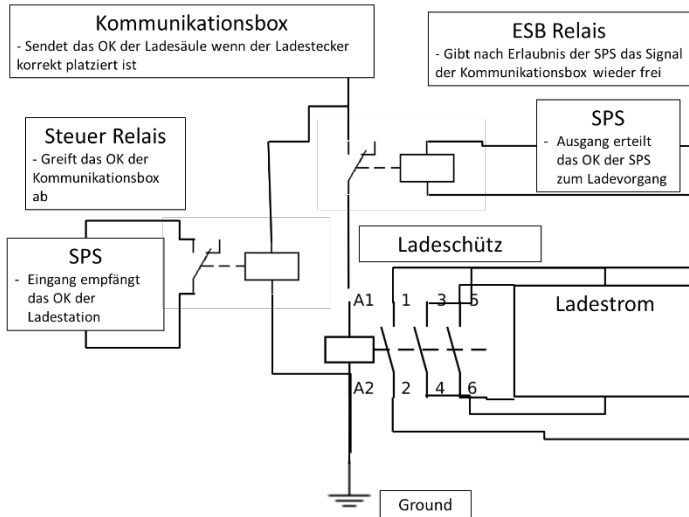 Kommunikationsbox
- Sendet das OK der Ladesäule wenn der Ladestecker
korrekt platziert ist
ESB Relais
- Gibt nach Erlaubnis der SPS das Signal
der Kommunikationsbox wieder frei
Steuer Relais
- Greift das OK der
Kommunikationsbox
ab
SPS
- Ausgang erteilt
das OK der SPS
zum Ladevorgang
SPS
- Eingang empfängt
das OK der
Ladestation
Ladeschütz
Ladestrom
A1 1 3 5
A2 2 4 6
Ground